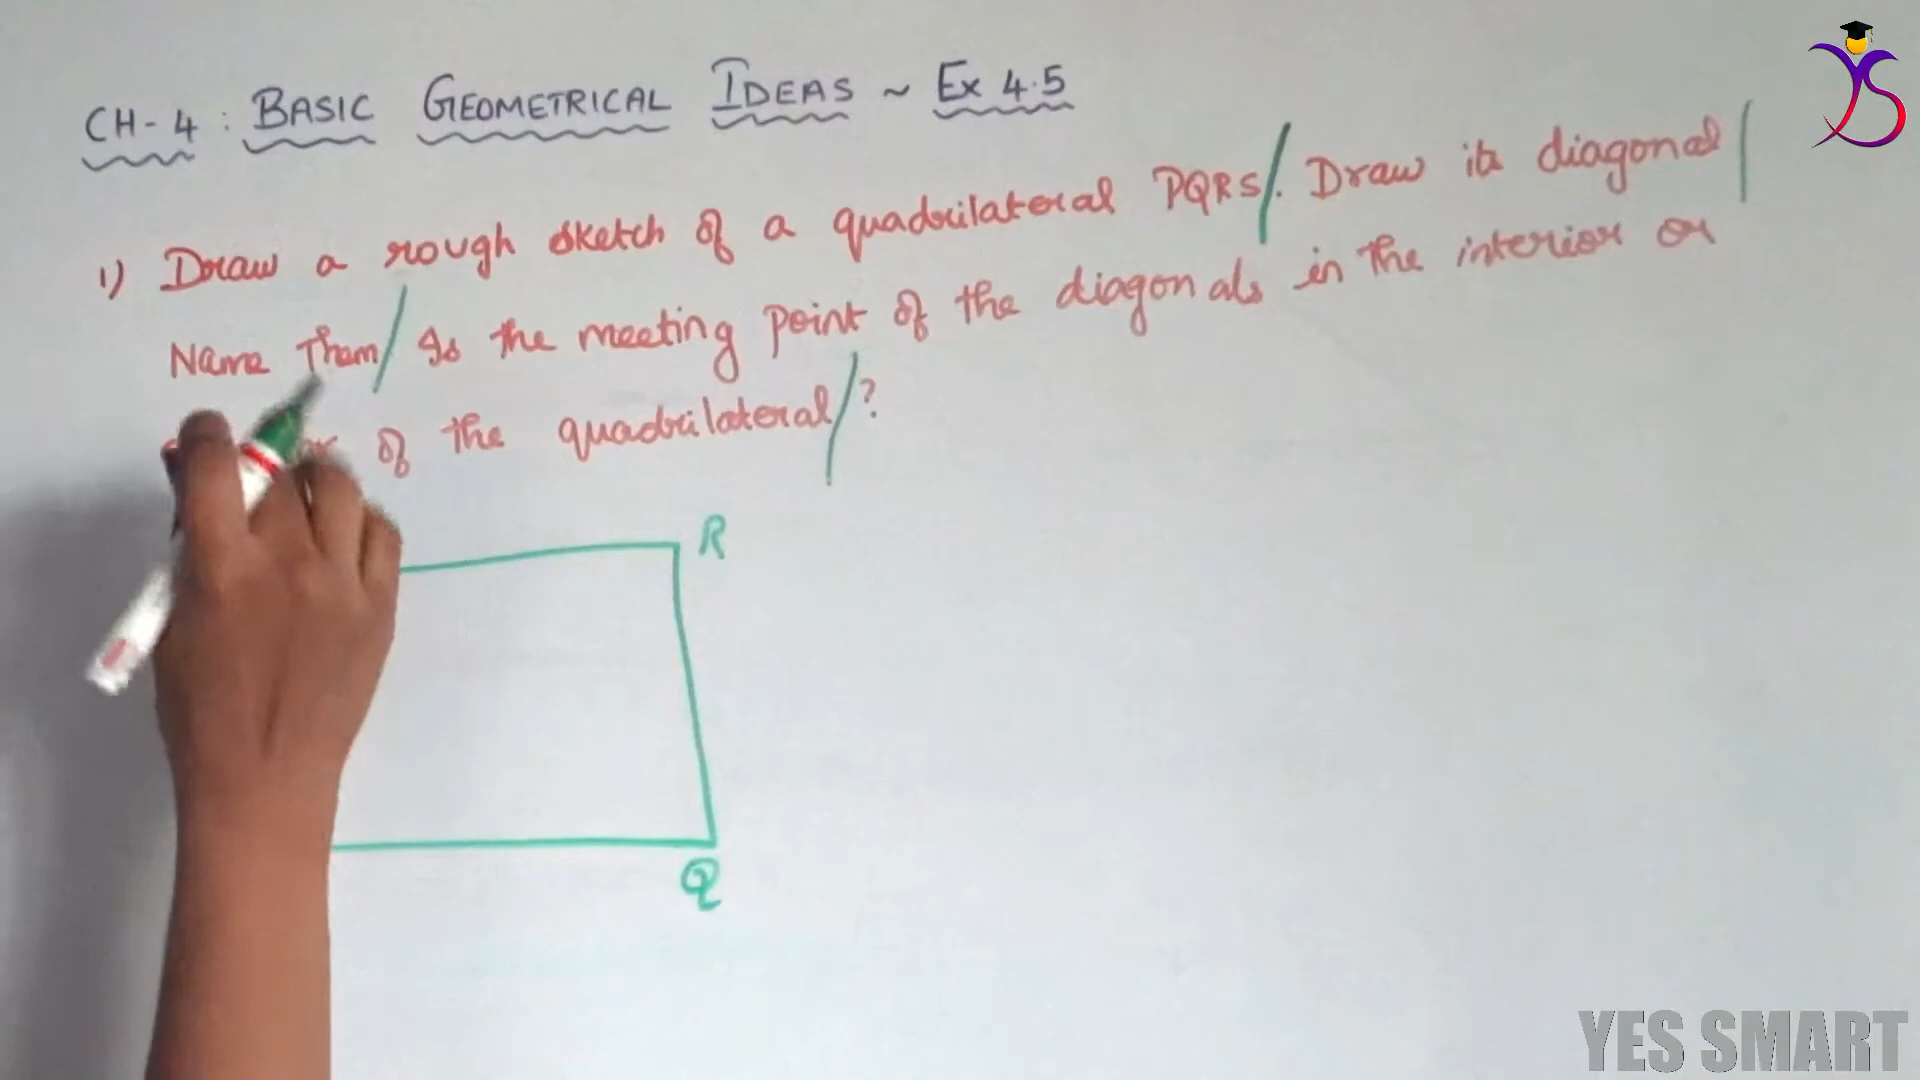 CH-4 : BASIC GEOMETRICAL IDEAS ~ Ex 4.5
1) Draw a rough sketch of a quadrilateral PQRS/. Draw its diagonal/
Name Them/ Is the meeting point of the diagonals in the interior or
of the quadrilateral/?
R
Q
YS
YES SMART